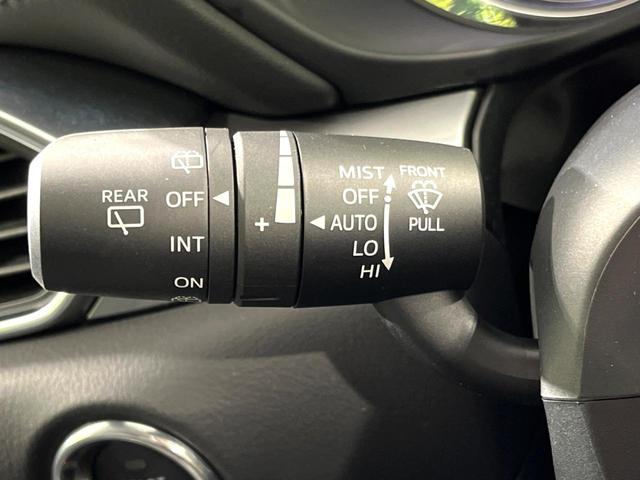 REAR
OFF
INT
ON
+
MIST
OFF
AUTO
LO
HI
FRONT
PULL